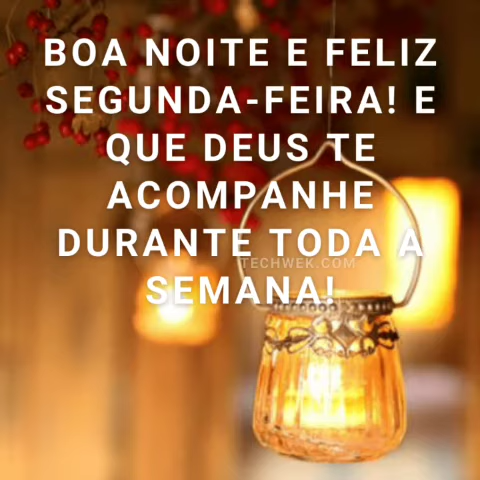 BOA NOITE E FELIZ
SEGUNDA-FEIRA! E
QUE DEUS TE
ACOMPANHE
DURANTE TODA A
TECHWEK.COM
SEMANA!